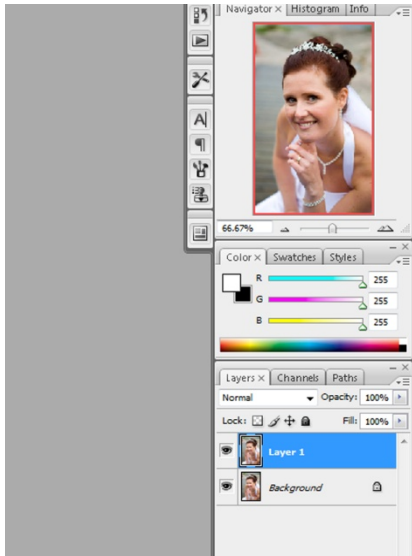 Navigator × Histogram Info
66.67%
Color × Swatches Styles
R 255
G 255
B 255
Layers × Channels Paths
Normal Opacity: 100%
Lock: Fill: 100%
Layer 1
Background